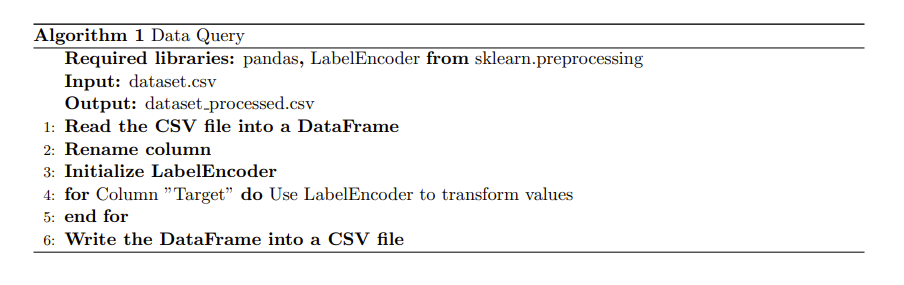 Algorithm 1 Data Query
Required libraries: pandas, LabelEncoder from sklearn.preprocessing
Input: dataset.csv
Output: dataset_processed.csv
1: Read the CSV file into a DataFrame
2: Rename column
3: Initialize LabelEncoder
4: for Column ”Target” do Use LabelEncoder to transform values
5: end for
6: Write the DataFrame into a CSV file